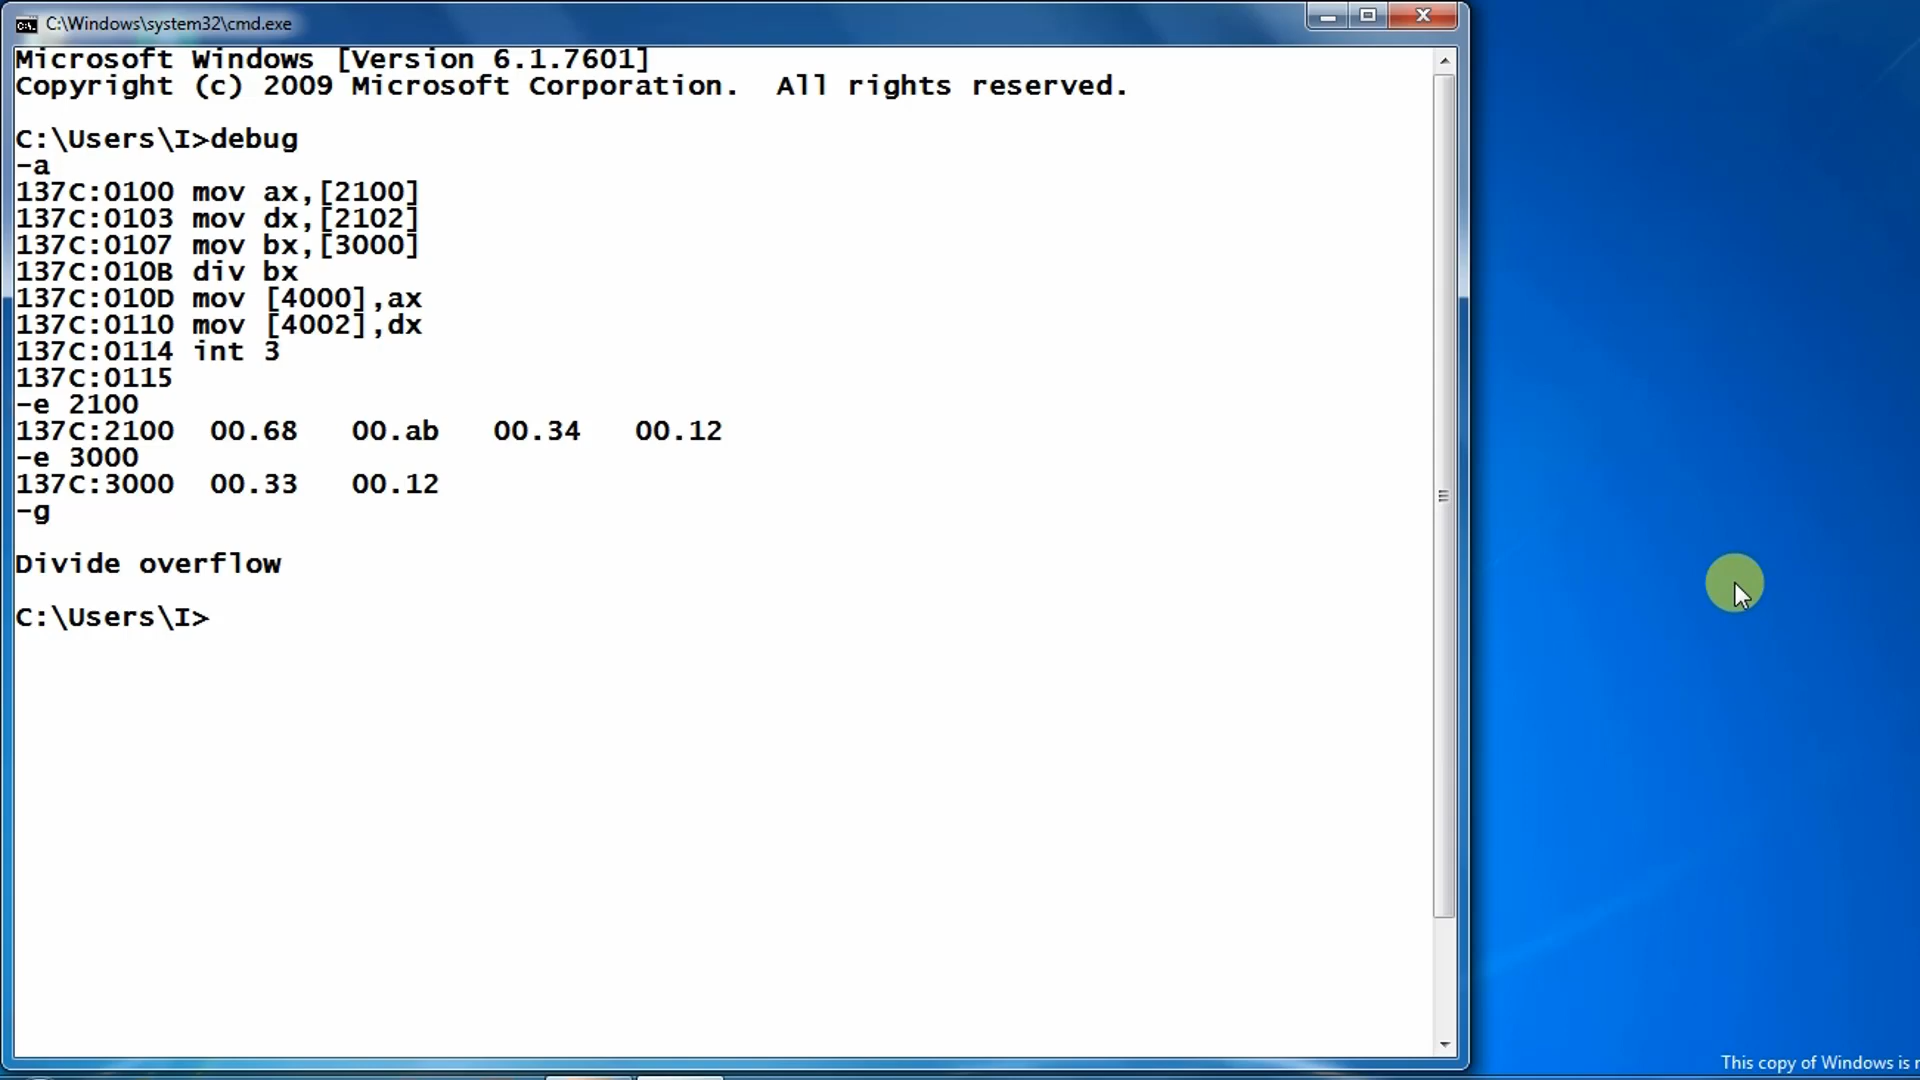 C:\Windows\system32\cmd.exe
Microsoft Windows [Version 6.1.7601]
Copyright (c) 2009 Microsoft Corporation.  All rights reserved.
C:\Users\I>debug
-a
137C:0100 mov ax,[2100]
137C:0103 mov dx,[2102]
137C:0107 mov bx,[3000]
137C:010B div bx
137C:010D mov [4000],ax
137C:0110 mov [4002],dx
137C:0114 int 3
137C:0115
-e 2100
137C:2100  00.68   00.ab   00.34   00.12
-e 3000
137C:3000  00.33   00.12
-g
Divide overflow
C:\Users\I>
This copy of Windows is